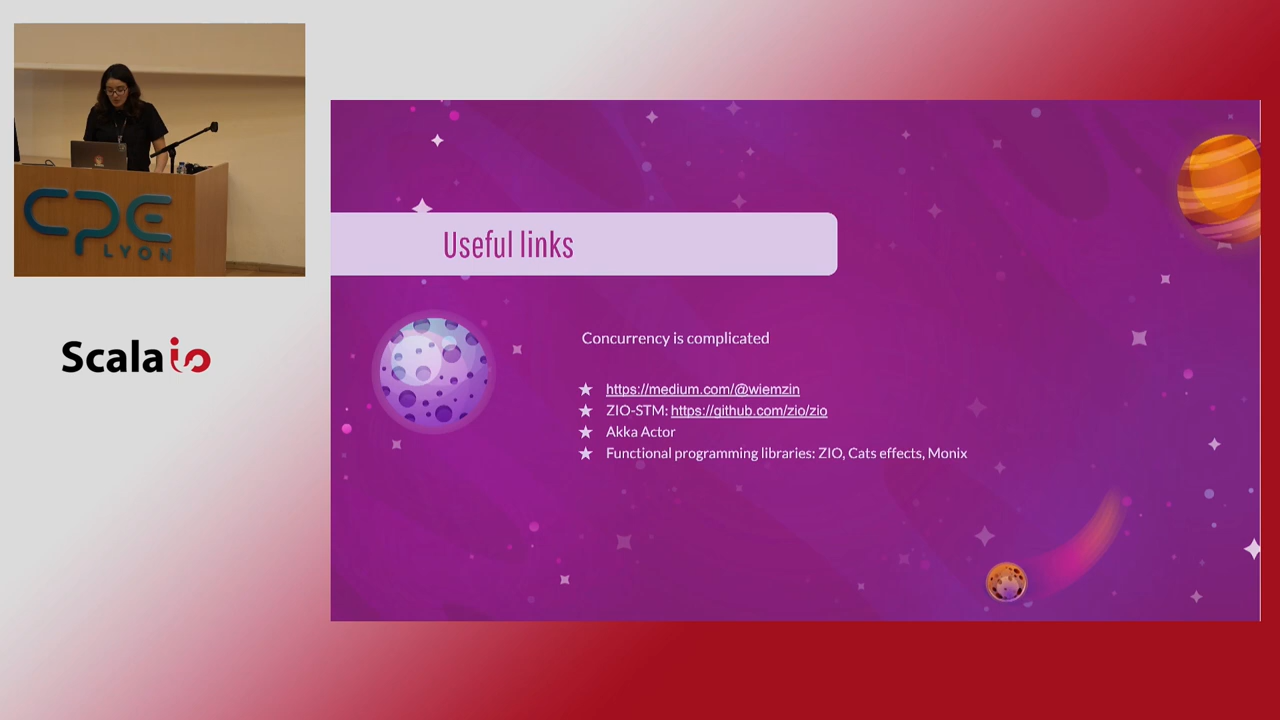 CPE
LYON
Scala io
Useful links
Concurrency is complicated
https://medium.com/@wiemzin
ZIO-STM: https://github.com/zio/zio
Akka Actor
Functional programming libraries: ZIO, Cats effects, Monix